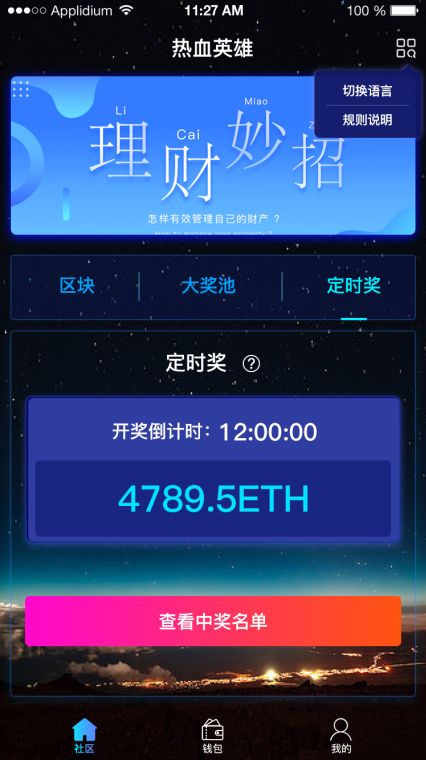 Applidium 11:27 AM 100 %
热血英雄
切换语言
规则说明
Li Cai Miao
理财妙招
怎样有效管理自己的财产 ?
How to manage your property ?
区块 大奖池 定时奖
定时奖 ?
开奖倒计时: 12:00:00
4789.5ETH
查看中奖名单
社区 钱包 我的